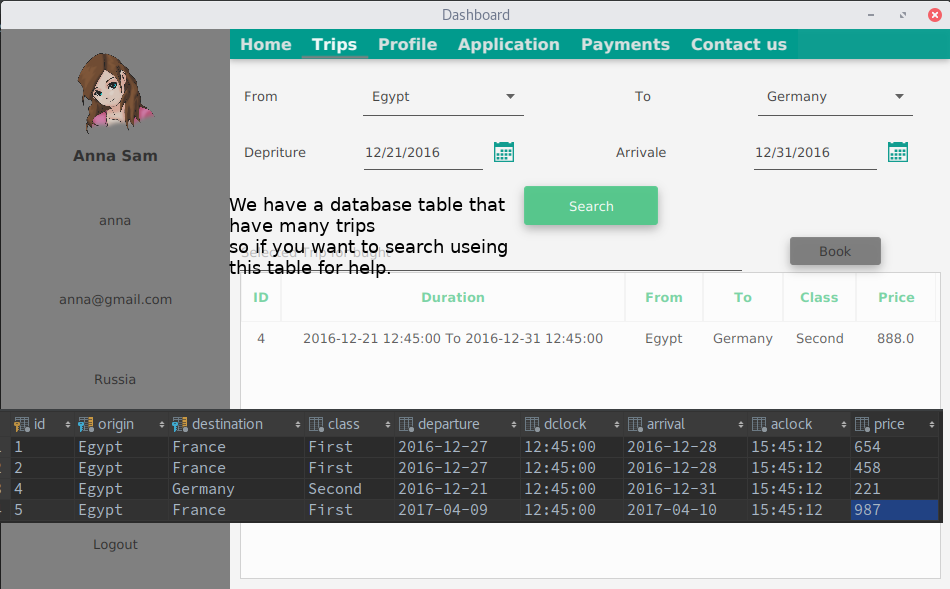 Dashboard
Home Trips Profile Application Payments Contact us
Anna Sam
anna
anna@gmail.com
Russia
Logout
From Egypt To Germany
Depriture 12/21/2016 Arrivale 12/31/2016
Search
We have a database table that
have many trips
so if you want to search useing
this table for help.
Selected Trip for bught
Book
ID Duration From To Class Price
4 2016-12-21 12:45:00 To 2016-12-31 12:45:00 Egypt Germany Second 888.0
id origin destination class departure dclock arrival aclock price
1 Egypt France First 2016-12-27 12:45:00 2016-12-28 15:45:12 654
2 Egypt France First 2016-12-27 12:45:00 2016-12-28 15:45:12 458
4 Egypt Germany Second 2016-12-21 12:45:00 2016-12-31 15:45:12 221
5 Egypt France First 2017-04-09 12:45:00 2017-04-10 15:45:12 987